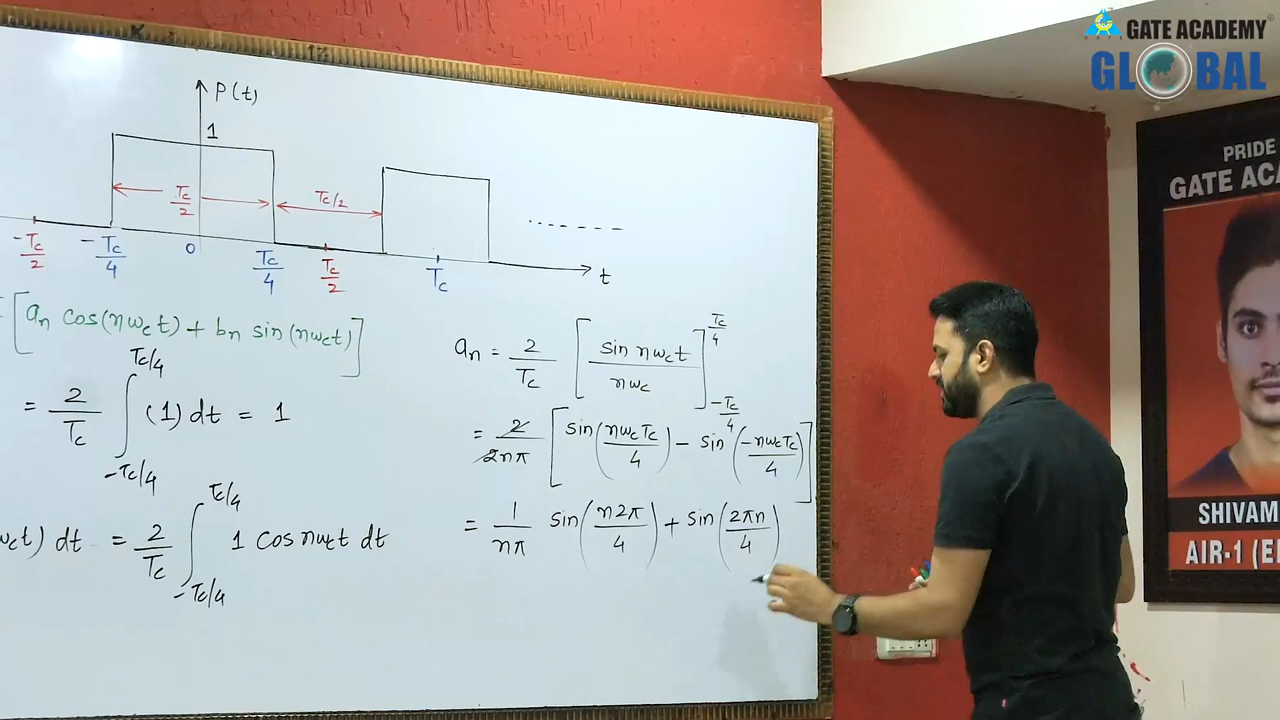 GATE ACADEMY
GLOBAL
PRIDE
GATE ACA
SHIVAM
AIR-1 (E
P(t)
1
Tc/2
Tc/2
-Tc/2
-Tc/4
0
Tc/4
Tc/2
Tc
t
[an cos(nωct) + bn sin(nωct)]
= 2/Tc ∫_{-Tc/4}^{Tc/4} (1) dt = 1
ωct) dt = 2/Tc ∫_{-Tc/4}^{Tc/4} 1 cos nωct dt
an = 2/Tc [sin nωct / nωc]_{-Tc/4}^{Tc/4}
= 2/2nπ [sin(nωcTc/4) - sin(-nωcTc/4)]
= 1/nπ sin(n2π/4) + sin(2πn/4)